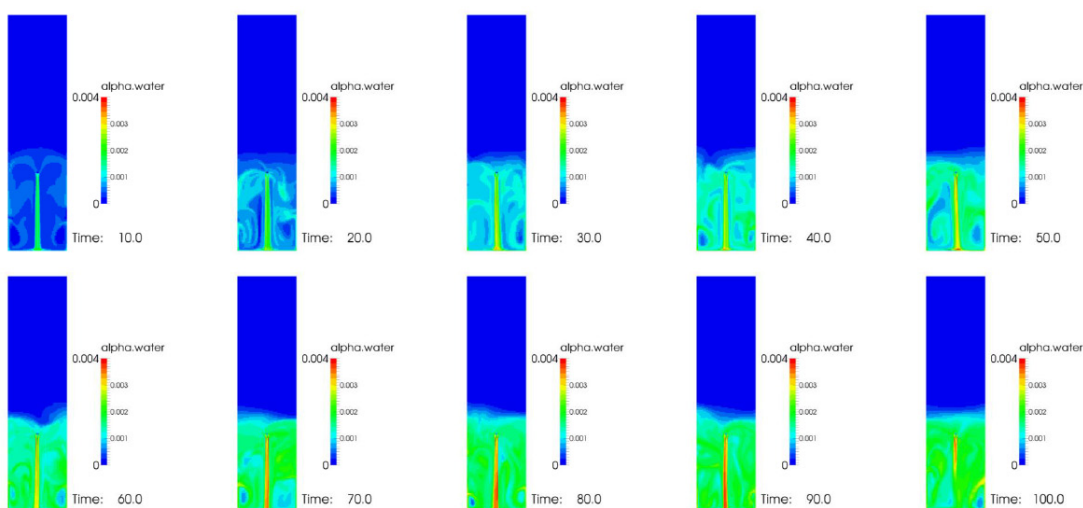 alpha.water
0.004
0.003
0.002
0.001
0
Time: 10.0
alpha.water
0.004
0.003
0.002
0.001
0
Time: 20.0
alpha.water
0.004
0.003
0.002
0.001
0
Time: 30.0
alpha.water
0.004
0.003
0.002
0.001
0
Time: 40.0
alpha.water
0.004
0.003
0.002
0.001
0
Time: 50.0
alpha.water
0.004
0.003
0.002
0.001
0
Time: 60.0
alpha.water
0.004
0.003
0.002
0.001
0
Time: 70.0
alpha.water
0.004
0.003
0.002
0.001
0
Time: 80.0
alpha.water
0.004
0.003
0.002
0.001
0
Time: 90.0
alpha.water
0.004
0.003
0.002
0.001
0
Time: 100.0